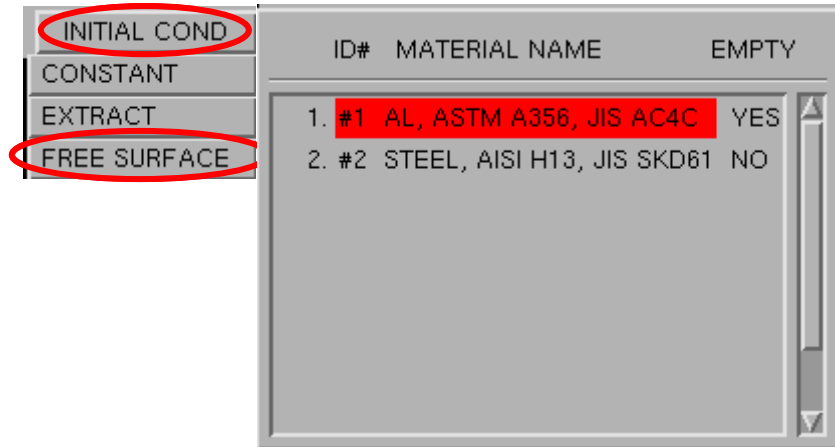 INITIAL COND
CONSTANT
EXTRACT
FREE SURFACE
ID# MATERIAL NAME EMPTY
1. #1 AL, ASTM A356, JIS AC4C YES
2. #2 STEEL, AISI H13, JIS SKD61 NO